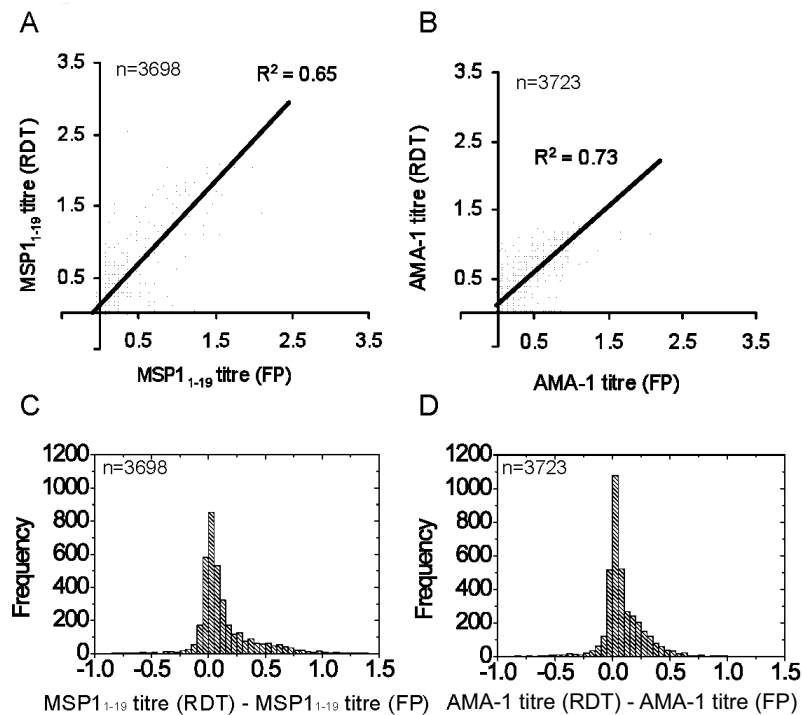 A
B
3.5
n=3698
R² = 0.65
2.5
1.5
0.5
MSP1₁₋₁₉ titre (RDT)
0.5 1.5 2.5 3.5
MSP1₁₋₁₉ titre (FP)
3.5
n=3723
R² = 0.73
2.5
1.5
0.5
AMA-1 titre (RDT)
0.5 1.5 2.5 3.5
AMA-1 titre (FP)
C
D
1200
n=3698
1000
800
600
400
200
0
Frequency
-1.0 -0.5 0.0 0.5 1.0 1.5
MSP1₁₋₁₉ titre (RDT) - MSP1₁₋₁₉ titre (FP)
1200
n=3723
1000
800
600
400
200
0
Frequency
-1.0 -0.5 0.0 0.5 1.0 1.5
AMA-1 titre (RDT) - AMA-1 titre (FP)